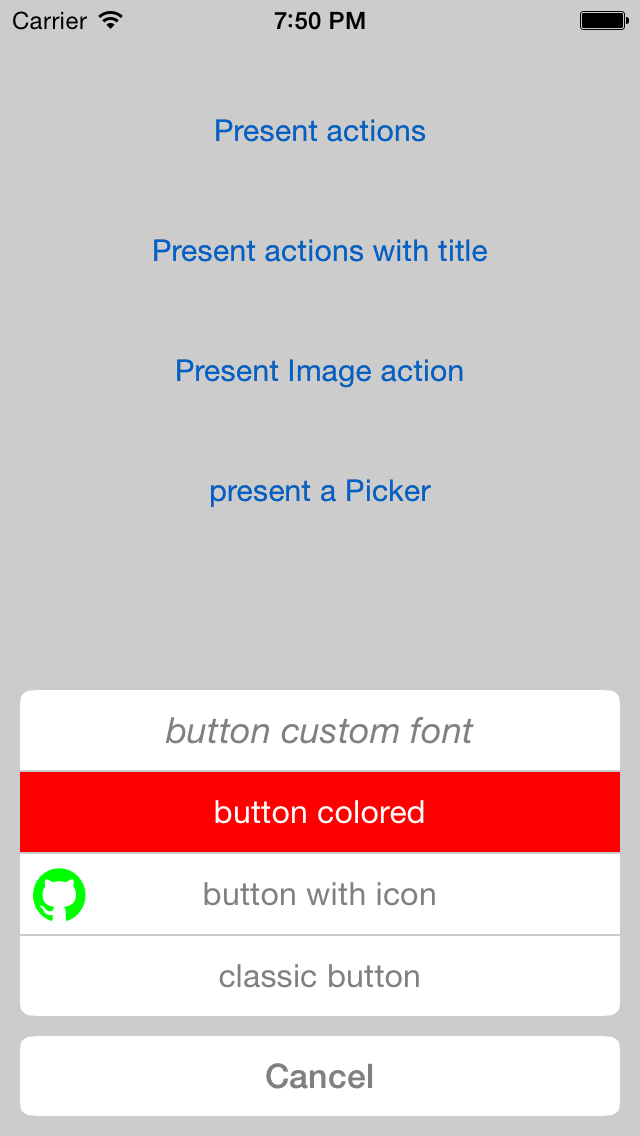 Carrier 7:50 PM
Present actions
Present actions with title
Present Image action
present a Picker
button custom font
button colored
button with icon
classic button
Cancel